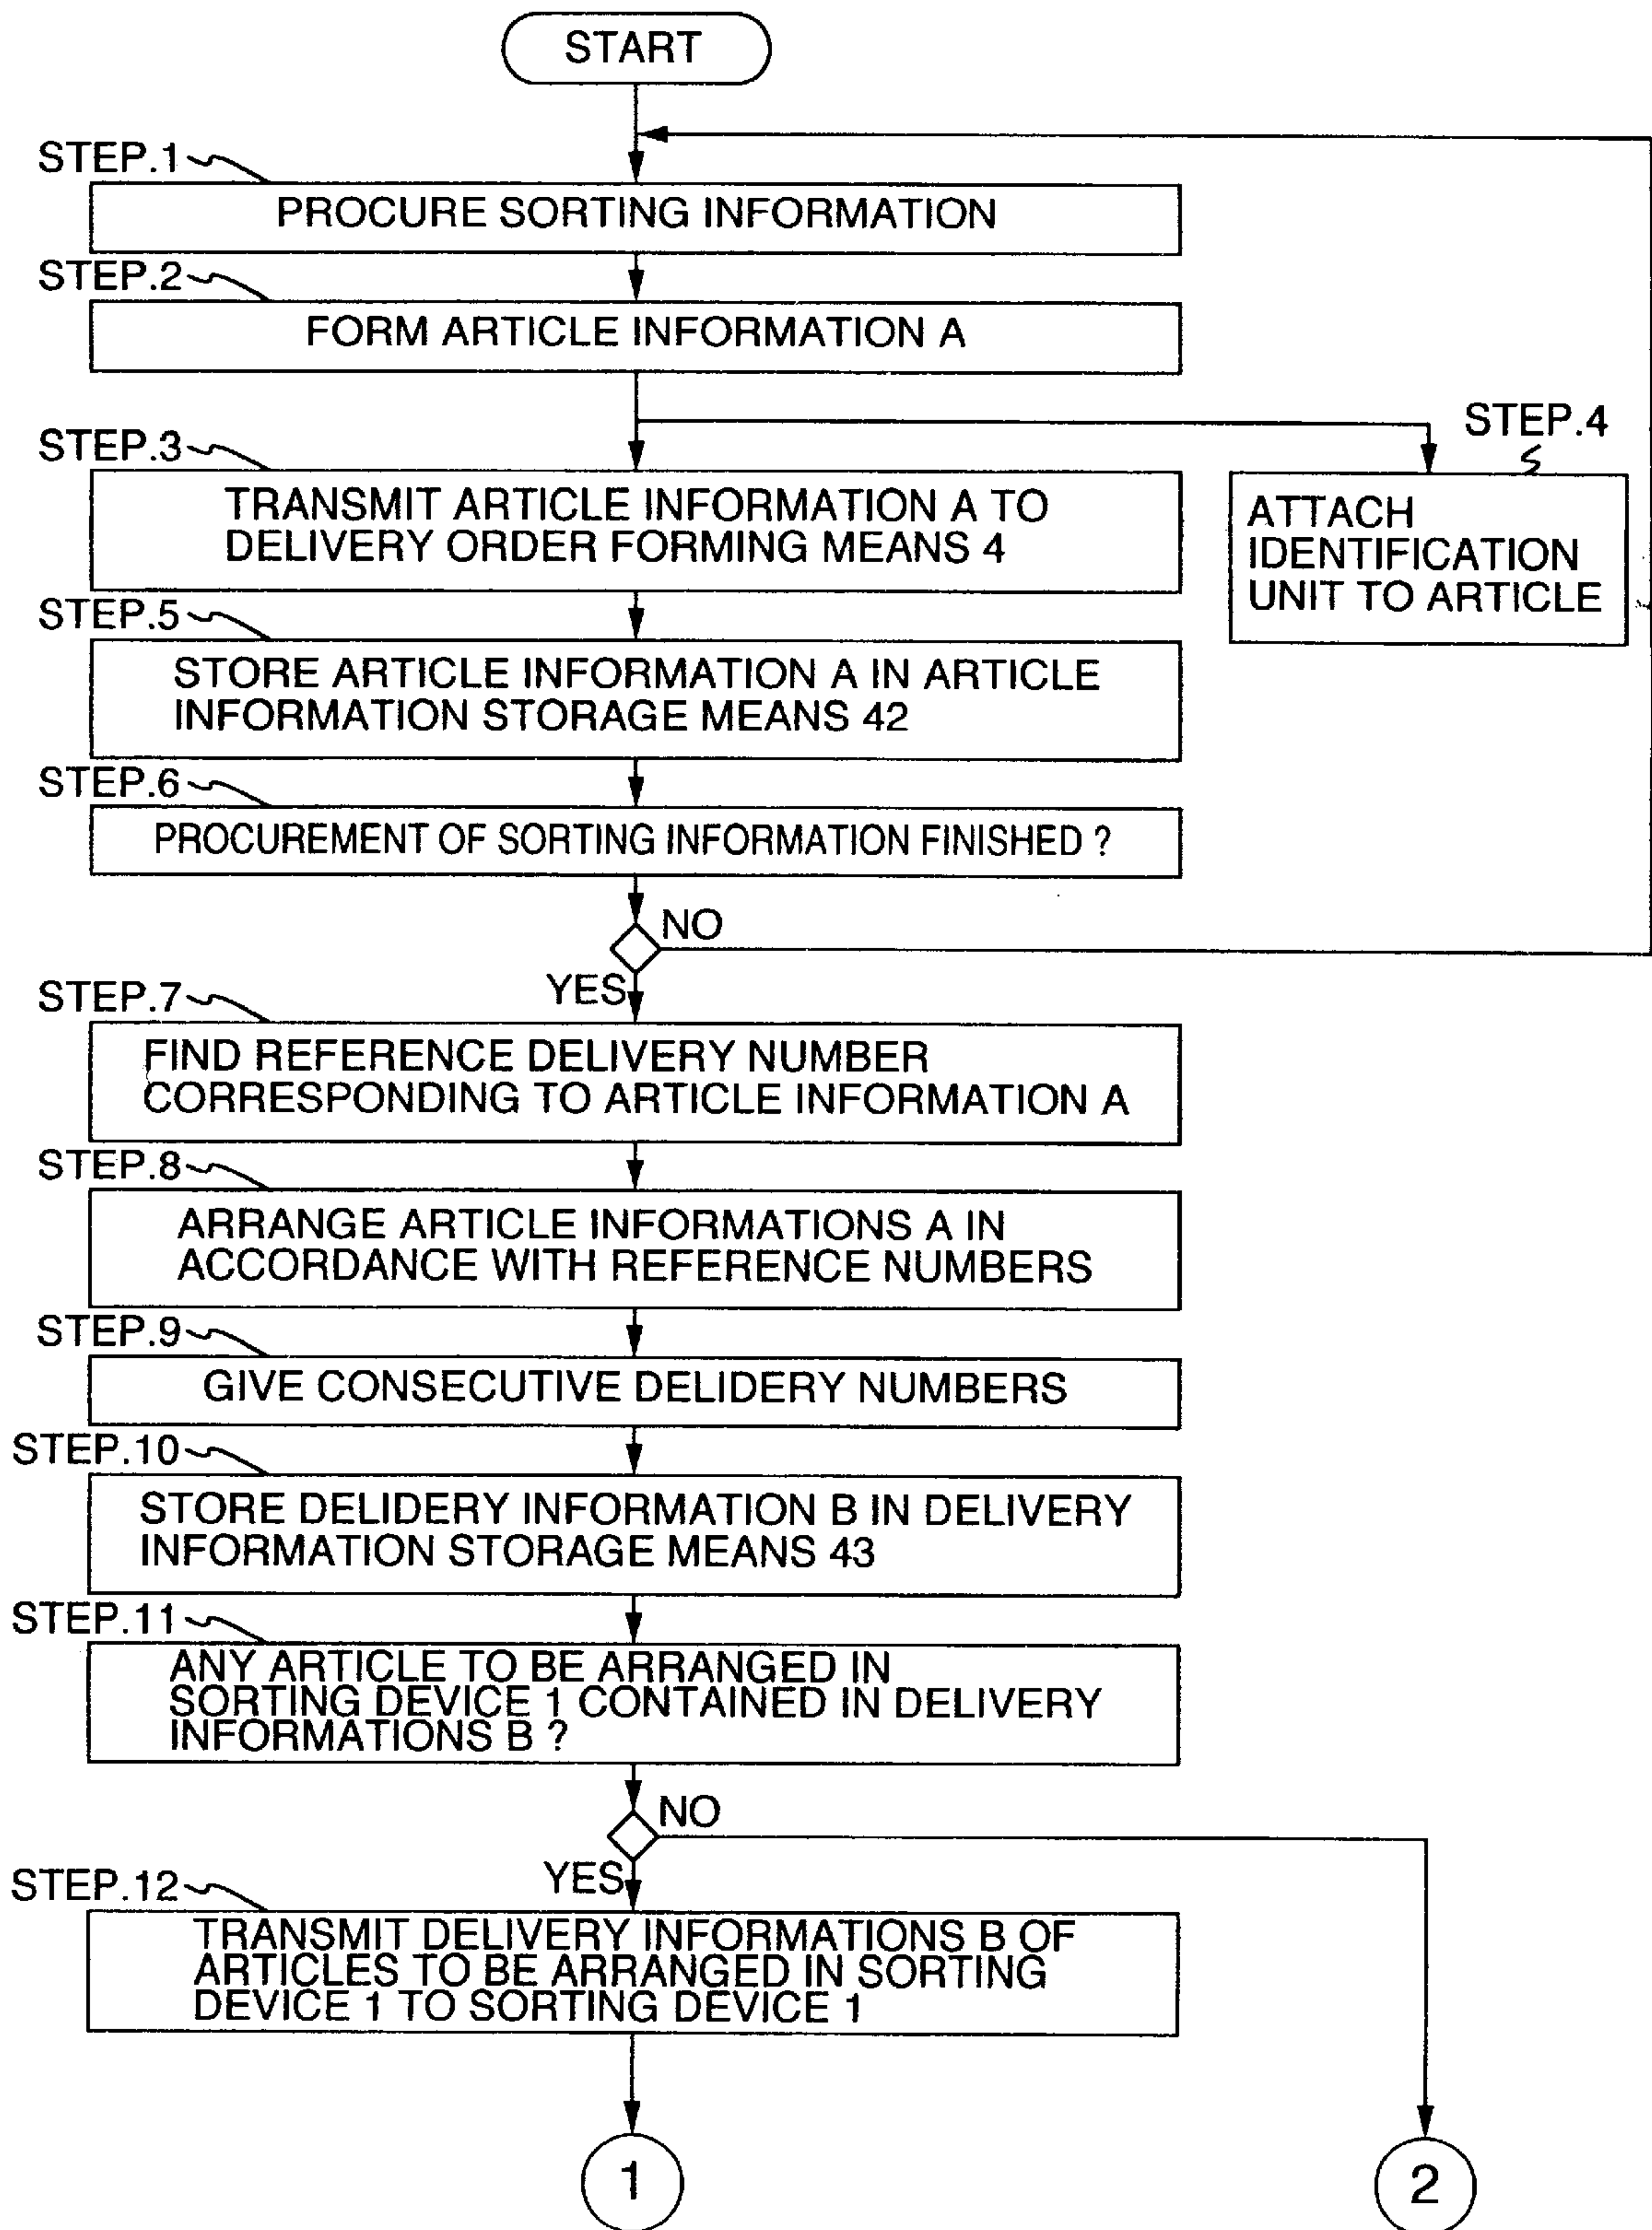 START
STEP.1
PROCURE SORTING INFORMATION
STEP.2
FORM ARTICLE INFORMATION A
STEP.3
TRANSMIT ARTICLE INFORMATION A TO
DELIVERY ORDER FORMING MEANS 4
STEP.4
ATTACH
IDENTIFICATION
UNIT TO ARTICLE
STEP.5
STORE ARTICLE INFORMATION A IN ARTICLE
INFORMATION STORAGE MEANS 42
STEP.6
PROCUREMENT OF SORTING INFORMATION FINISHED ?
NO
YES
STEP.7
FIND REFERENCE DELIVERY NUMBER
CORRESPONDING TO ARTICLE INFORMATION A
STEP.8
ARRANGE ARTICLE INFORMATIONS A IN
ACCORDANCE WITH REFERENCE NUMBERS
STEP.9
GIVE CONSECUTIVE DELIDERY NUMBERS
STEP.10
STORE DELIDERY INFORMATION B IN DELIVERY
INFORMATION STORAGE MEANS 43
STEP.11
ANY ARTICLE TO BE ARRANGED IN
SORTING DEVICE 1 CONTAINED IN DELIVERY
INFORMATIONS B ?
NO
YES
STEP.12
TRANSMIT DELIVERY INFORMATIONS B OF
ARTICLES TO BE ARRANGED IN SORTING
DEVICE 1 TO SORTING DEVICE 1
1
2